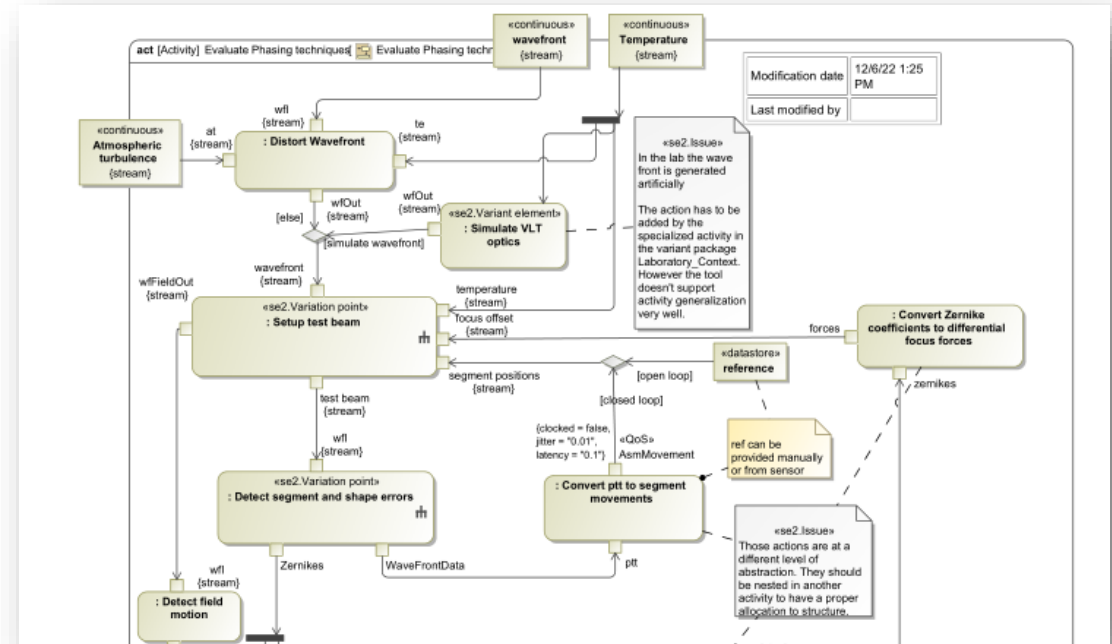 «continuous»
wavefront
{stream}
«continuous»
Temperature
{stream}
act [Activity] Evaluate Phasing techniques[ Evaluate Phasing techn
Modification date
12/6/22 1:25
PM
Last modified by
«continuous»
Atmospheric
turbulence
{stream}
at
{stream}
wfI
{stream}
: Distort Wavefront
te
{stream}
wfOut
{stream}
wfOut
{stream}
[else]
[simulate wavefront]
«se2.Variant element»
: Simulate VLT
optics
«se2.Issue»
In the lab the wave
front is generated
artificially
The action has to be
added by the
specialized activity in
the variant package
Laboratory_Context.
However the tool
doesn't support
activity generalization
very well.
wavefront
{stream}
wfFieldOut
{stream}
«se2.Variation point»
: Setup test beam
temperature
{stream}
focus offset
{stream}
segment positions
{stream}
forces
: Convert Zernike
coefficients to differential
focus forces
zernikes
«datastore»
reference
[open loop]
[closed loop]
ref can be
provided manually
or from sensor
{clocked = false,
jitter = "0.01",
latency = "0.1"}
«QoS»
AsmMovement
: Convert ptt to segment
movements
ptt
«se2.Issue»
Those actions are at a
different level of
abstraction. They should
be nested in another
activity to have a proper
allocation to structure.
test beam
{stream}
wfI
{stream}
«se2.Variation point»
: Detect segment and shape errors
Zernikes
WaveFrontData
wfI
{stream}
: Detect field
motion